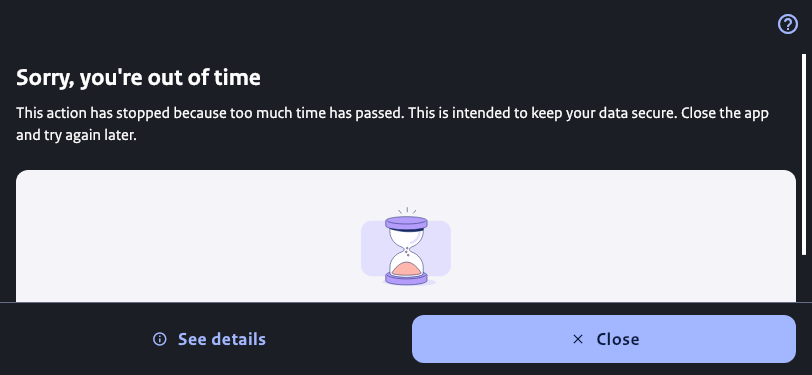 Sorry, you're out of time
This action has stopped because too much time has passed. This is intended to keep your data secure. Close the app
and try again later.
See details
Close